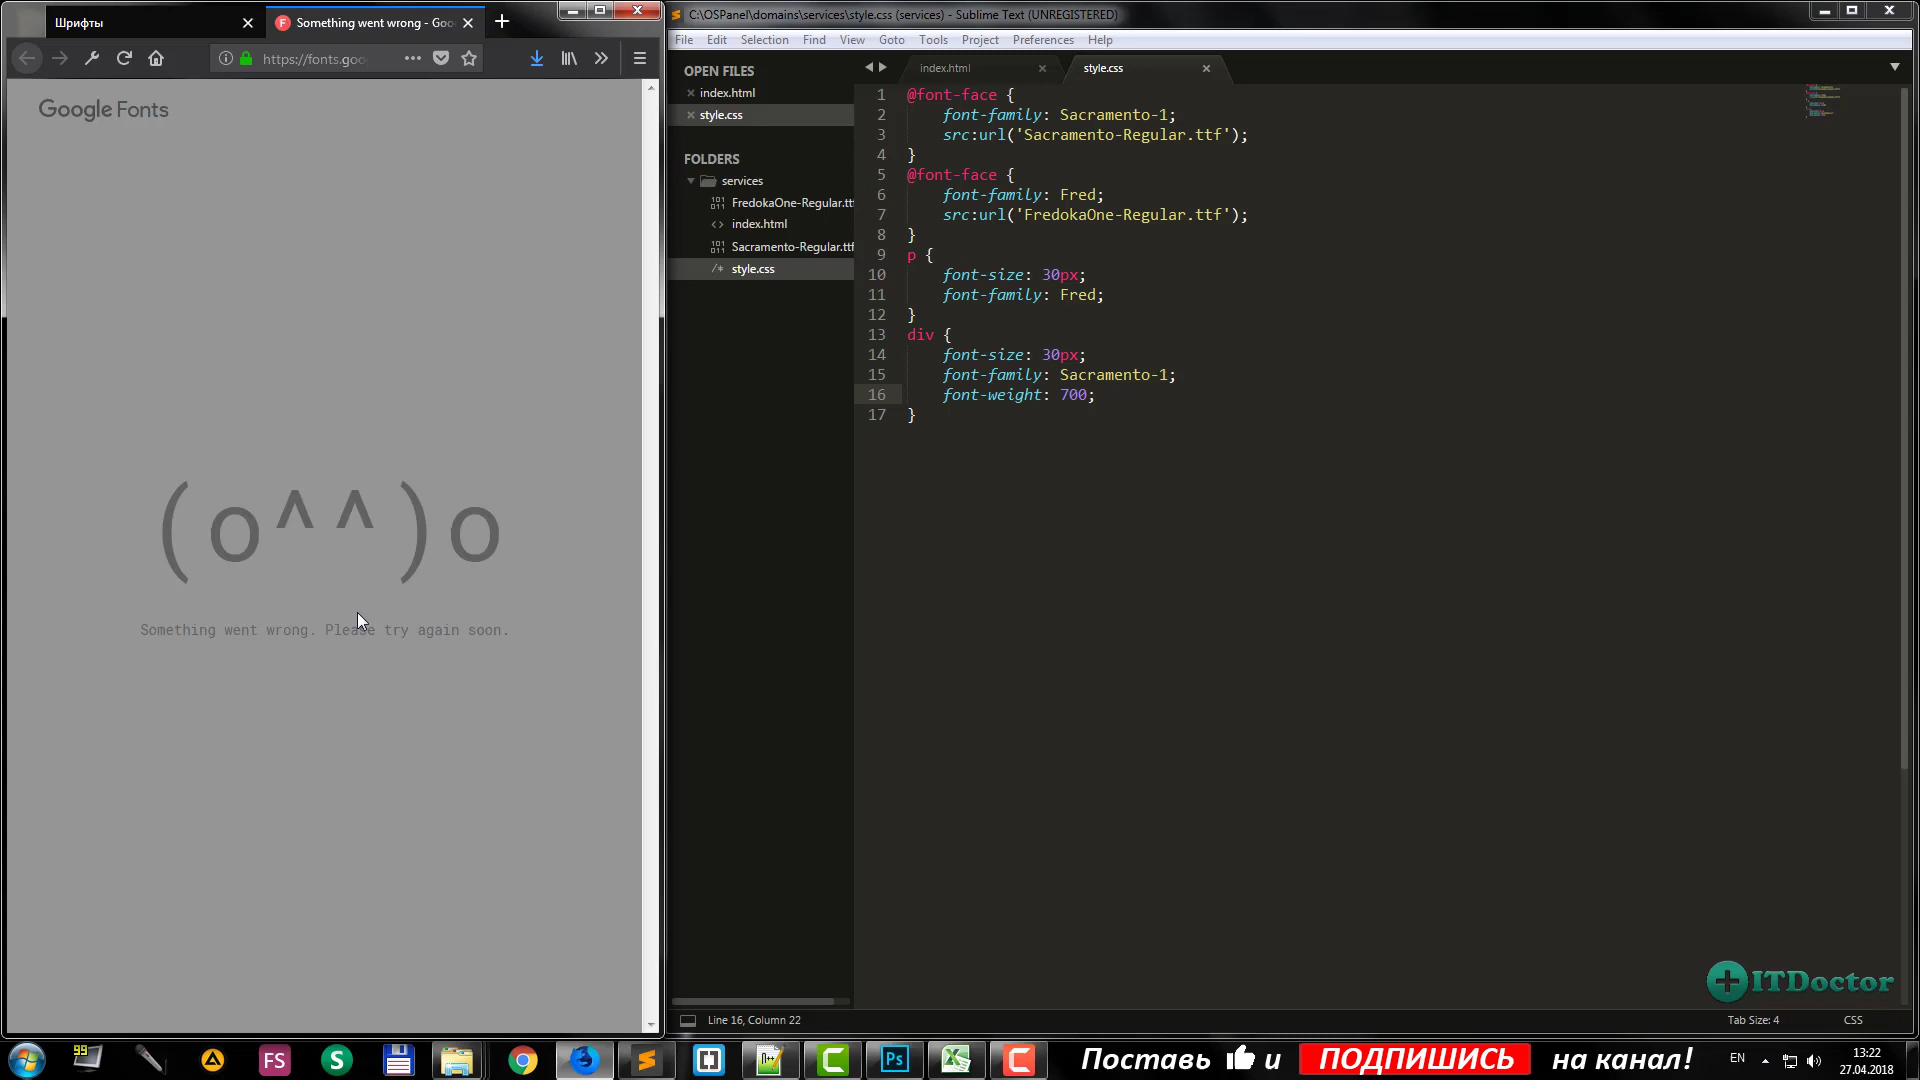 Шрифты
Something went wrong - Goo
https://fonts.goo
Google Fonts
(o^^)o
Something went wrong. Please try again soon.
C:\OSPanel\domains\services\style.css (services) - Sublime Text (UNREGISTERED)
File Edit Selection Find View Goto Tools Project Preferences Help
OPEN FILES
index.html
style.css
FOLDERS
services
FredokaOne-Regular.tt
index.html
Sacramento-Regular.ttf
style.css
index.html
style.css
1 @font-face {
2 font-family: Sacramento-1;
3 src:url('Sacramento-Regular.ttf');
4 }
5 @font-face {
6 font-family: Fred;
7 src:url('FredokaOne-Regular.ttf');
8 }
9 p {
10 font-size: 30px;
11 font-family: Fred;
12 }
13 div {
14 font-size: 30px;
15 font-family: Sacramento-1;
16 font-weight: 700;
17 }
ITDoctor
Line 16, Column 22
Tab Size: 4
CSS
99
FS
S
Ps
Поставь и ПОДПИШИСЬ на канал!
EN
13:22
27.04.2018